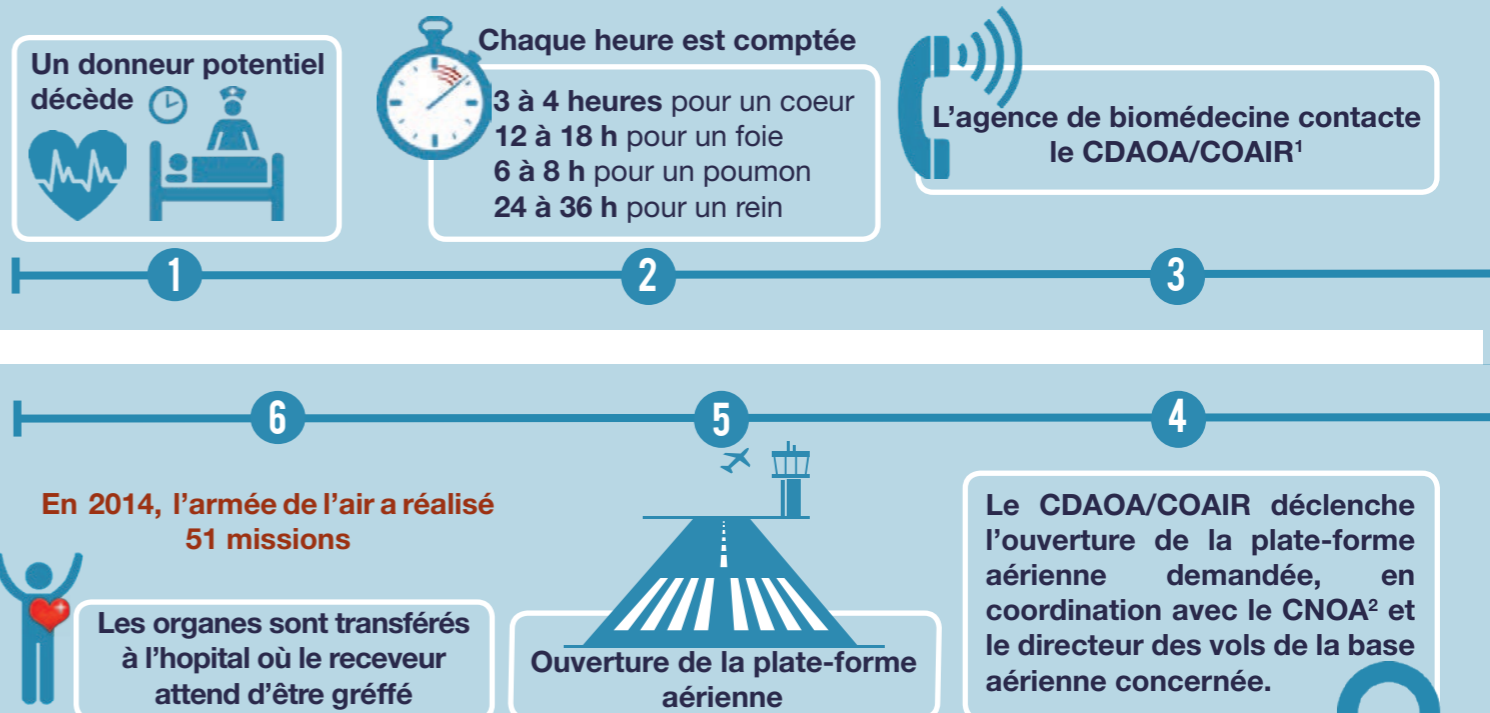 Un donneur potentiel
décède
Chaque heure est comptée
3 à 4 heures pour un coeur
12 à 18 h pour un foie
6 à 8 h pour un poumon
24 à 36 h pour un rein
L'agence de biomédecine contacte
le CDAOA/COAIR¹
1
2
3
4
Le CDAOA/COAIR déclenche
l'ouverture de la plate-forme
aérienne demandée, en
coordination avec le CNOA² et
le directeur des vols de la base
aérienne concernée.
5
Ouverture de la plate-forme
aérienne
6
En 2014, l'armée de l'air a réalisé
51 missions
Les organes sont transférés
à l'hopital où le receveur
attend d'être gréffé